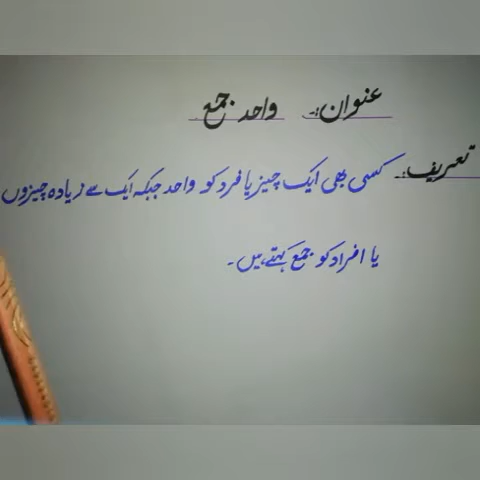 عنوان:۔ واحد جمع
تعریف:۔ کسی بھی ایک چیز یا فرد کو واحد جبکہ ایک سے زیادہ چیزوں
یا افراد کو جمع کہتے ہیں۔